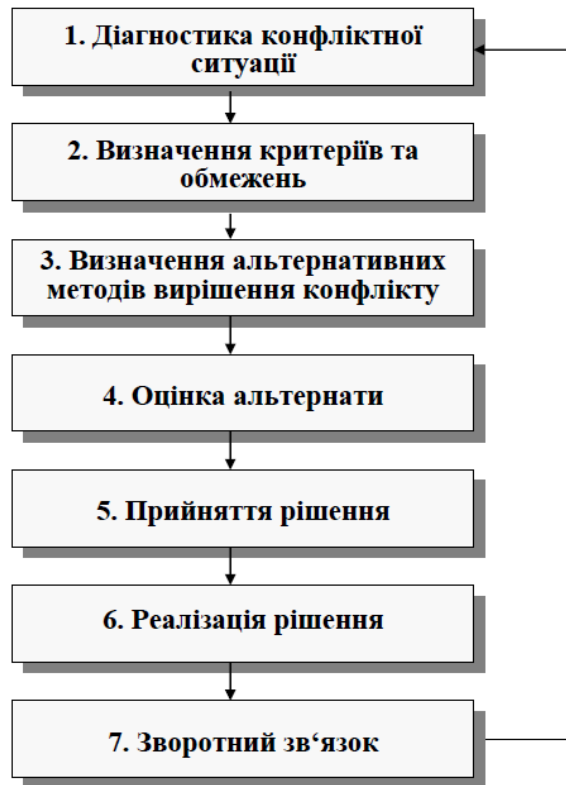 1. Діагностика конфліктної
ситуації
2. Визначення критеріїв та
обмежень
3. Визначення альтернативних
методів вирішення конфлікту
4. Оцінка альтернати
5. Прийняття рішення
6. Реалізація рішення
7. Зворотний зв‘язок